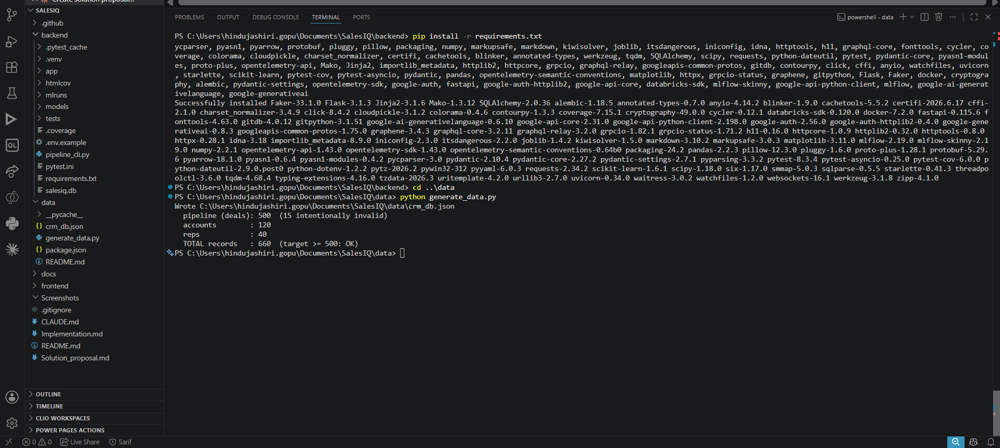 Create solution proposal...
SALESIQ
.github
backend
.pytest_cache
.venv
app
htmlcov
mlruns
models
tests
.coverage
.env.example
pipeline_cli.py
pytest.ini
requirements.txt
salesiq.db
data
__pycache__
crm_db.json
generate_data.py
package.json
README.md
docs
frontend
Screenshots
.gitignore
CLAUDE.md
Implementation.md
README.md
Solution_proposal.md
OUTLINE
TIMELINE
CLIO WORKSPACES
POWER PAGES ACTIONS
PROBLEMS OUTPUT DEBUG CONSOLE TERMINAL PORTS
powershell - data
PS C:\Users\hindujashiri.gopu\Documents\SalesIQ\backend> pip install -r requirements.txt
ycparser, pyasn1, pyarrow, protobuf, pluggy, pillow, packaging, numpy, markupsafe, markdown, kiwisolver, joblib, itsdangerous, iniconfig, idna, httptools, h11, graphql-core, fonttools, cycler, co
verage, colorama, cloudpickle, charset_normalizer, certifi, cachetools, blinker, annotated-types, werkzeug, tqdm, SQLAlchemy, scipy, requests, python-dateutil, pytest, pydantic-core, pyasn1-modul
es, proto-plus, opentelemetry-api, Mako, Jinja2, importlib_metadata, httplib2, httpcore, grpcio, graphql-relay, googleapis-common-protos, gitdb, contourpy, click, cffi, anyio, watchfiles, uvicorn
, starlette, scikit-learn, pytest-cov, pytest-asyncio, pydantic, pandas, opentelemetry-semantic-conventions, matplotlib, httpx, grpcio-status, graphene, gitpython, Flask, Faker, docker, cryptogra
phy, alembic, pydantic-settings, opentelemetry-sdk, google-auth, fastapi, google-auth-httplib2, google-api-core, databricks-sdk, mlflow-skinny, google-api-python-client, mlflow, google-ai-generat
ivelanguage, google-generativeai
Successfully installed Faker-33.1.0 Flask-3.1.3 Jinja2-3.1.6 Mako-1.3.12 SQLAlchemy-2.0.36 alembic-1.18.5 annotated-types-0.7.0 anyio-4.14.2 blinker-1.9.0 cachetools-5.5.2 certifi-2026.6.17 cffi-
2.1.0 charset_normalizer-3.4.9 click-8.4.2 cloudpickle-3.1.2 colorama-0.4.6 contourpy-1.3.3 coverage-7.15.1 cryptography-49.0.0 cycler-0.12.1 databricks-sdk-0.120.0 docker-7.2.0 fastapi-0.115.6 f
onttools-4.63.0 gitdb-4.0.12 gitpython-3.1.51 google-ai-generativelanguage-0.6.10 google-api-core-2.31.0 google-api-python-client-2.198.0 google-auth-2.56.0 google-auth-httplib2-0.4.0 google-gene
rativeai-0.8.3 googleapis-common-protos-1.75.0 graphene-3.4.3 graphql-core-3.2.11 graphql-relay-3.2.0 grpcio-1.82.1 grpcio-status-1.71.2 h11-0.16.0 httpcore-1.0.9 httplib2-0.32.0 httptools-0.8.0
httpx-0.28.1 idna-3.18 importlib_metadata-8.9.0 iniconfig-2.3.0 itsdangerous-2.2.0 joblib-1.4.2 kiwisolver-1.5.0 markdown-3.10.2 markupsafe-3.0.3 matplotlib-3.11.0 mlflow-2.19.0 mlflow-skinny-2.1
9.0 numpy-2.2.1 opentelemetry-api-1.43.0 opentelemetry-sdk-1.43.0 opentelemetry-semantic-conventions-0.64b0 packaging-24.2 pandas-2.2.3 pillow-12.3.0 pluggy-1.6.0 proto-plus-1.28.1 protobuf-5.29.
6 pyarrow-18.1.0 pyasn1-0.6.4 pyasn1-modules-0.4.2 pycparser-3.0 pydantic-2.10.4 pydantic-core-2.27.2 pydantic-settings-2.7.1 pyparsing-3.3.2 pytest-8.3.4 pytest-asyncio-0.25.0 pytest-cov-6.0.0 p
ython-dateutil-2.9.0.post0 python-dotenv-1.2.2 pytz-2026.2 pywin32-312 pyyaml-6.0.3 requests-2.34.2 scikit-learn-1.6.1 scipy-1.18.0 six-1.17.0 smmap-5.0.3 sqlparse-0.5.5 starlette-0.41.3 threadpo
olctl-3.6.0 tqdm-4.68.4 typing-extensions-4.16.0 tzdata-2026.3 uritemplate-4.2.0 urllib3-2.7.0 uvicorn-0.34.0 waitress-3.0.2 watchfiles-1.2.0 websockets-16.1 werkzeug-3.1.8 zipp-4.1.0
PS C:\Users\hindujashiri.gopu\Documents\SalesIQ\backend> cd ..\data
PS C:\Users\hindujashiri.gopu\Documents\SalesIQ\data> python generate_data.py
Wrote C:\Users\hindujashiri.gopu\Documents\SalesIQ\data\crm_db.json
pipeline (deals): 500 (15 intentionally invalid)
accounts : 120
reps : 40
TOTAL records : 660 (target >= 500: OK)
PS C:\Users\hindujashiri.gopu\Documents\SalesIQ\data>
QL
0 0 Live Share Sarif